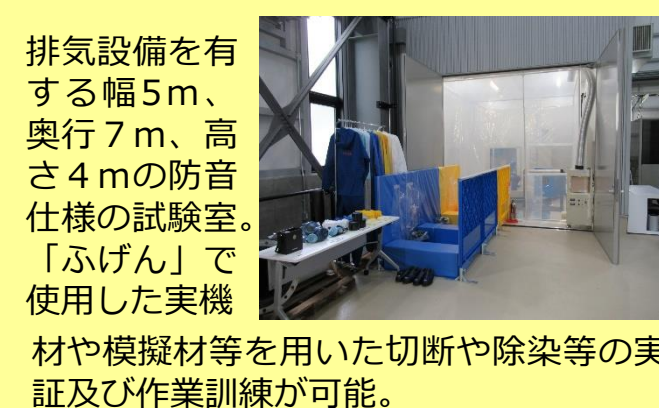 排気設備を有
する幅5ｍ、
奥行７ｍ、高
さ４ｍの防音
仕様の試験室。
「ふげん」で
使用した実機
材や模擬材等を用いた切断や除染等の実
証及び作業訓練が可能。